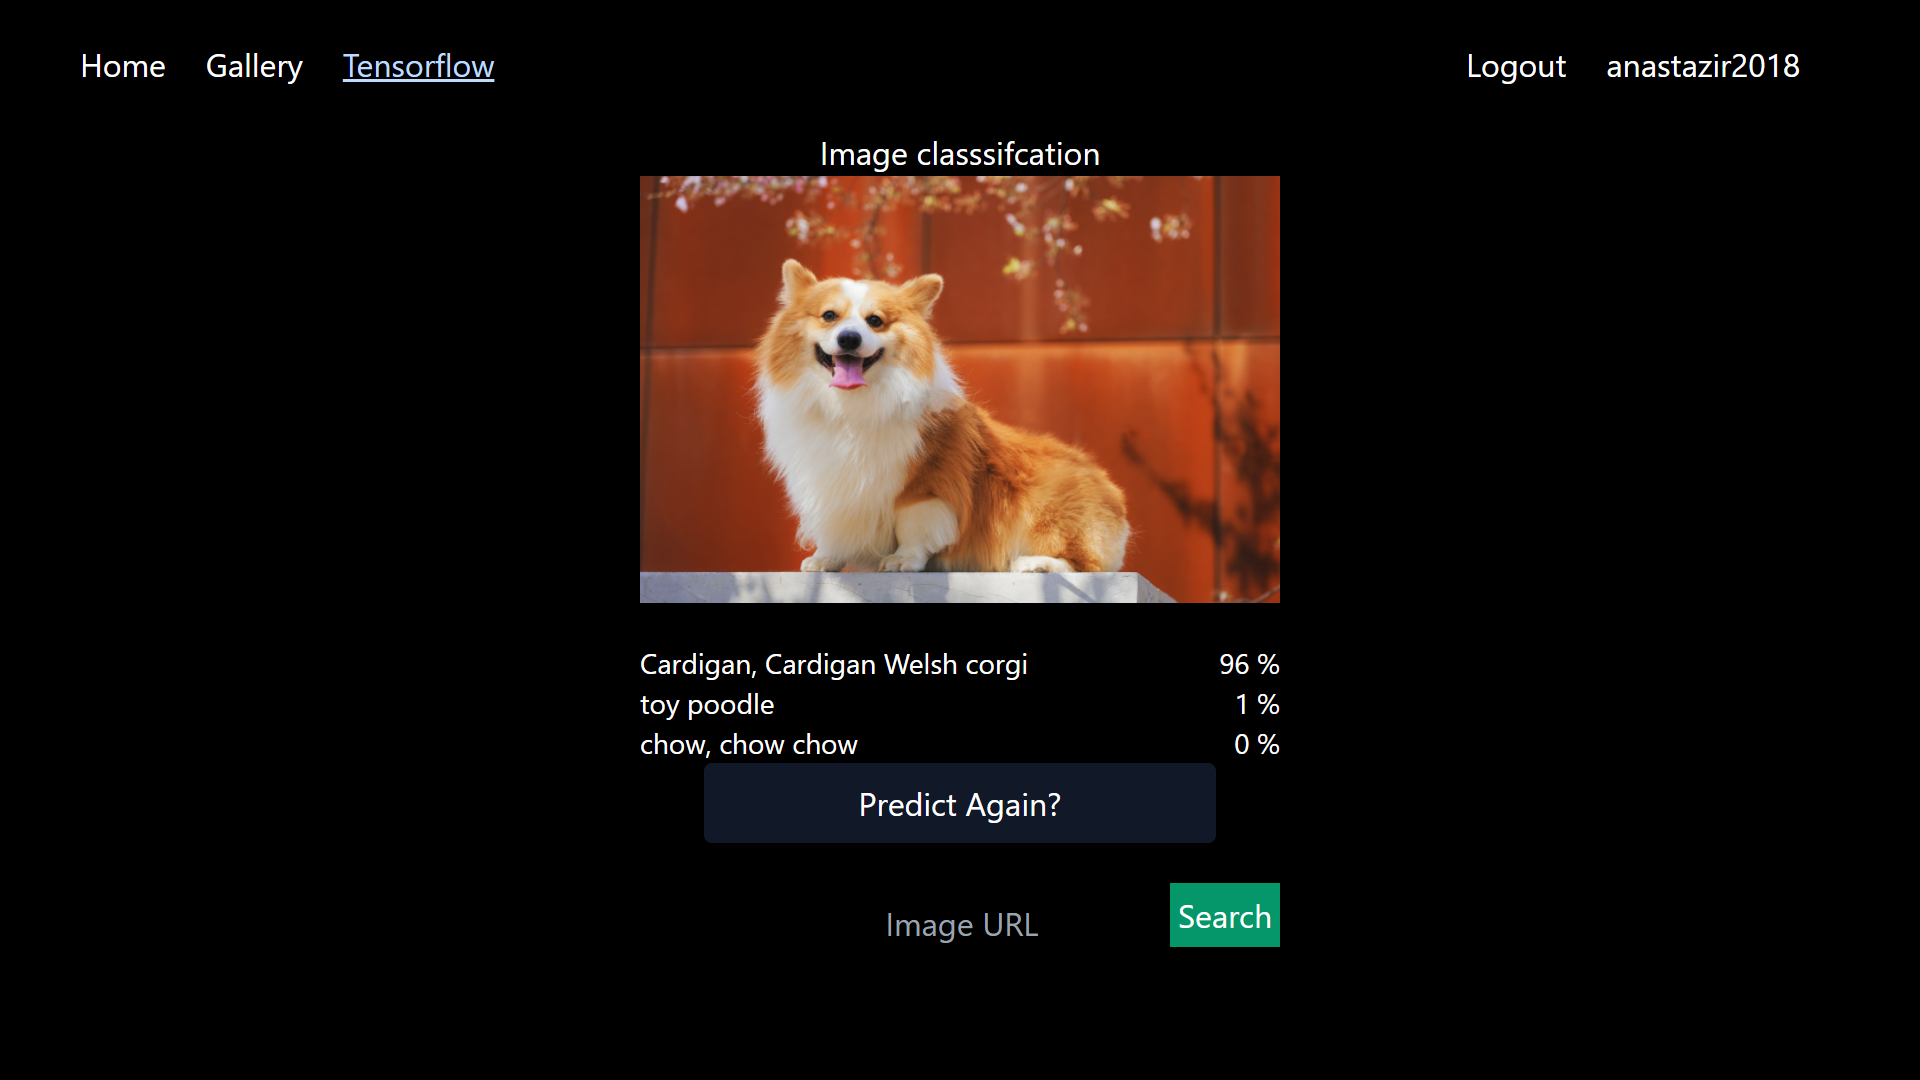 Home Gallery Tensorflow Logout anastazir2018
Image classsifcation
Cardigan, Cardigan Welsh corgi 96 %
toy poodle 1 %
chow, chow chow 0 %
Predict Again?
Image URL Search